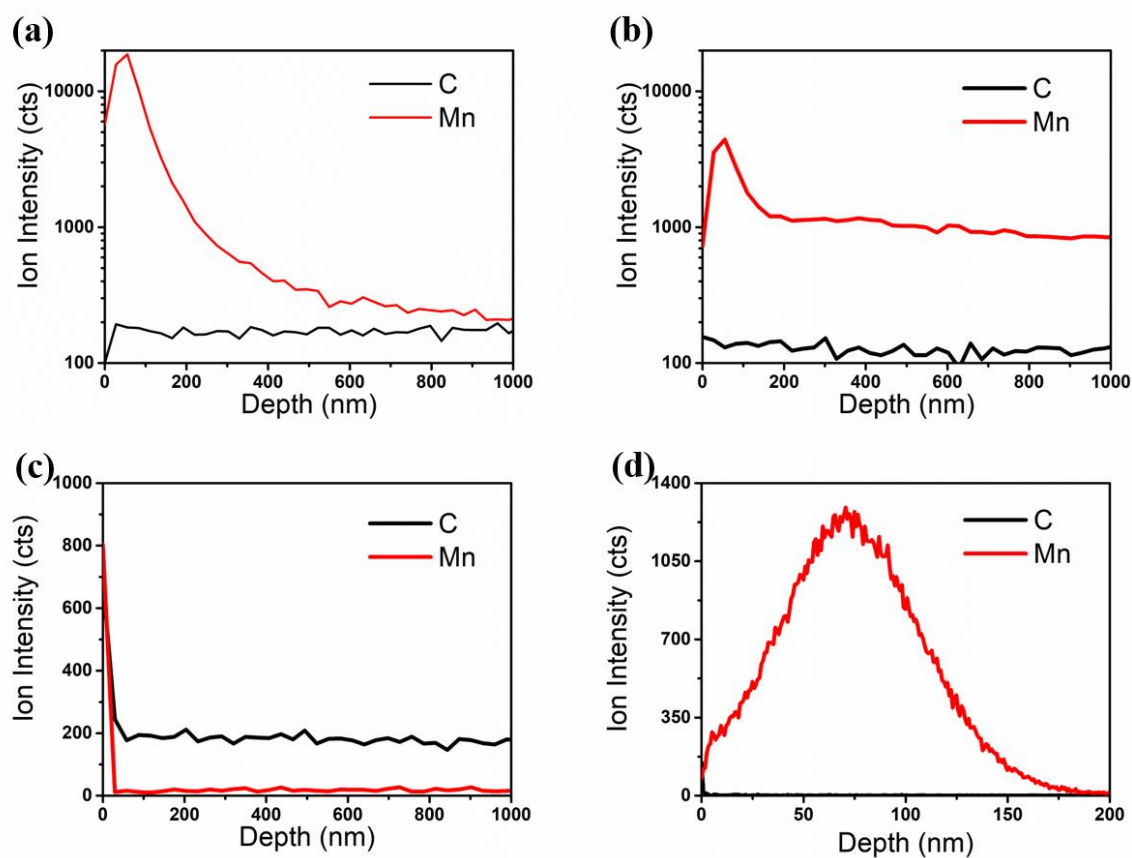 (a)
Ion Intensity (cts)
10000
1000
100
C
Mn
0 200 400 600 800 1000
Depth (nm)
(b)
Ion Intensity (cts)
10000
1000
100
C
Mn
0 200 400 600 800 1000
Depth (nm)
(c)
Ion Intensity (cts)
1000
800
600
400
200
0
C
Mn
0 200 400 600 800 1000
Depth (nm)
(d)
Ion Intensity (cts)
1400
1050
700
350
0
C
Mn
0 50 100 150 200
Depth (nm)